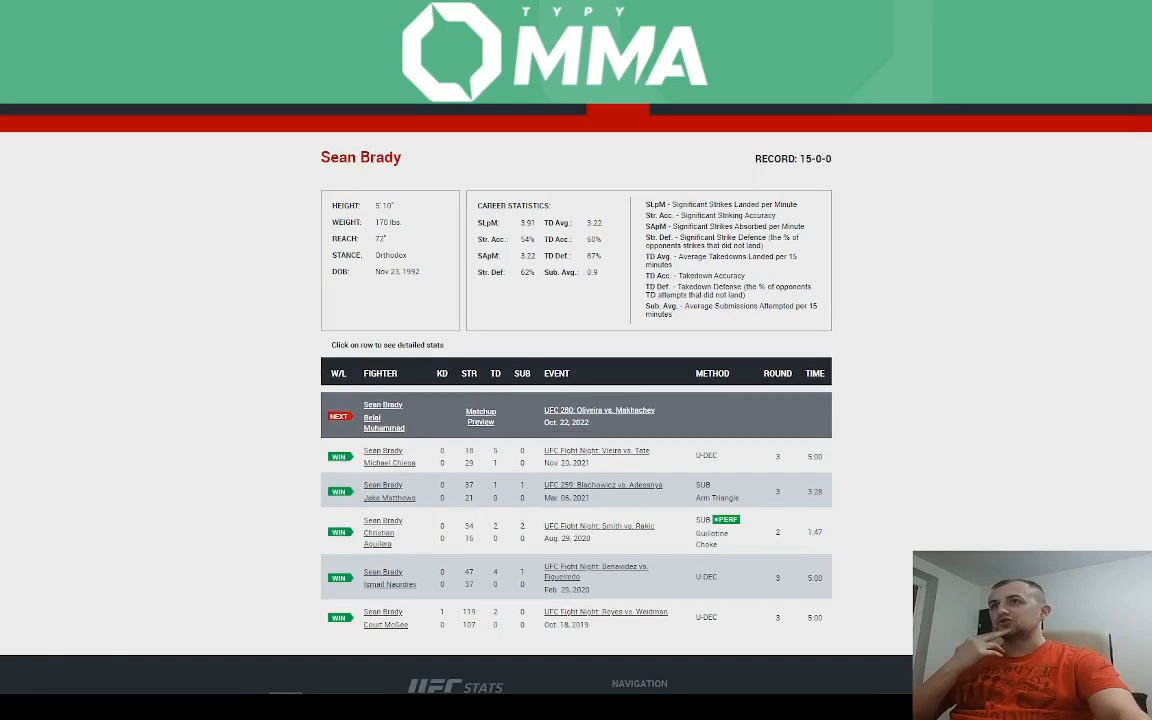 TYPY
MMA
Sean Brady
RECORD: 15-0-0
HEIGHT: 5' 10"
WEIGHT: 170 lbs.
REACH: 72"
STANCE: Orthodox
DOB: Nov 23, 1992
CAREER STATISTICS:
SLpM: 3.91 TD Avg.: 3.22
Str. Acc.: 54% TD Acc.: 60%
SApM: 3.22 TD Def.: 87%
Str. Def: 62% Sub. Avg.: 0.9
SLpM - Significant Strikes Landed per Minute
Str. Acc. - Significant Striking Accuracy
SApM - Significant Strikes Absorbed per Minute
Str. Def. - Significant Strike Defence (the % of
opponents strikes that did not land)
TD Avg. - Average Takedowns Landed per 15
minutes
TD Acc. - Takedown Accuracy
TD Def. - Takedown Defense (the % of opponents
TD attempts that did not land)
Sub. Avg. - Average Submissions Attempted per 15
minutes
Click on row to see detailed stats
W/L FIGHTER KD STR TD SUB EVENT METHOD ROUND TIME
NEXT
Sean Brady
Belal
Muhammad
Matchup
Preview
UFC 280: Oliveira vs. Makhachev
Oct. 22, 2022
WIN
Sean Brady 0 18 5 0 UFC Fight Night: Vieira vs. Tate
Michael Chiesa 0 29 1 0 Nov. 20, 2021
U-DEC 3 5:00
WIN
Sean Brady 0 37 1 1 UFC 259: Blachowicz vs. Adesanya
Jake Matthews 0 21 0 0 Mar. 06, 2021
SUB
Arm Triangle
3 3:28
WIN
Sean Brady 0 34 2 2 UFC Fight Night: Smith vs. Rakic
Christian
Aguilera
0 16 0 0 Aug. 29, 2020
SUB ★PERF
Guillotine
Choke
2 1:47
WIN
Sean Brady 0 47 4 1 UFC Fight Night: Benavidez vs.
Figueiredo
Ismail Naurdiev 0 37 0 0 Feb. 29, 2020
U-DEC 3 5:00
WIN
Sean Brady 1 119 2 0 UFC Fight Night: Reyes vs. Weidman
Court McGee 0 107 0 0 Oct. 18, 2019
U-DEC 3 5:00
UFC STATS
NAVIGATION